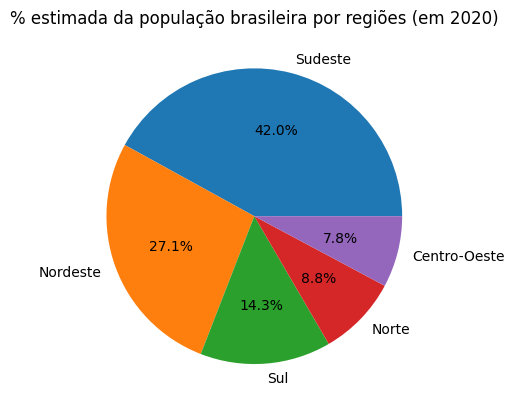 % estimada da população brasileira por regiões (em 2020)
Sudeste
42.0%
27.1%
Nordeste
14.3%
Sul
8.8%
Norte
7.8%
Centro-Oeste